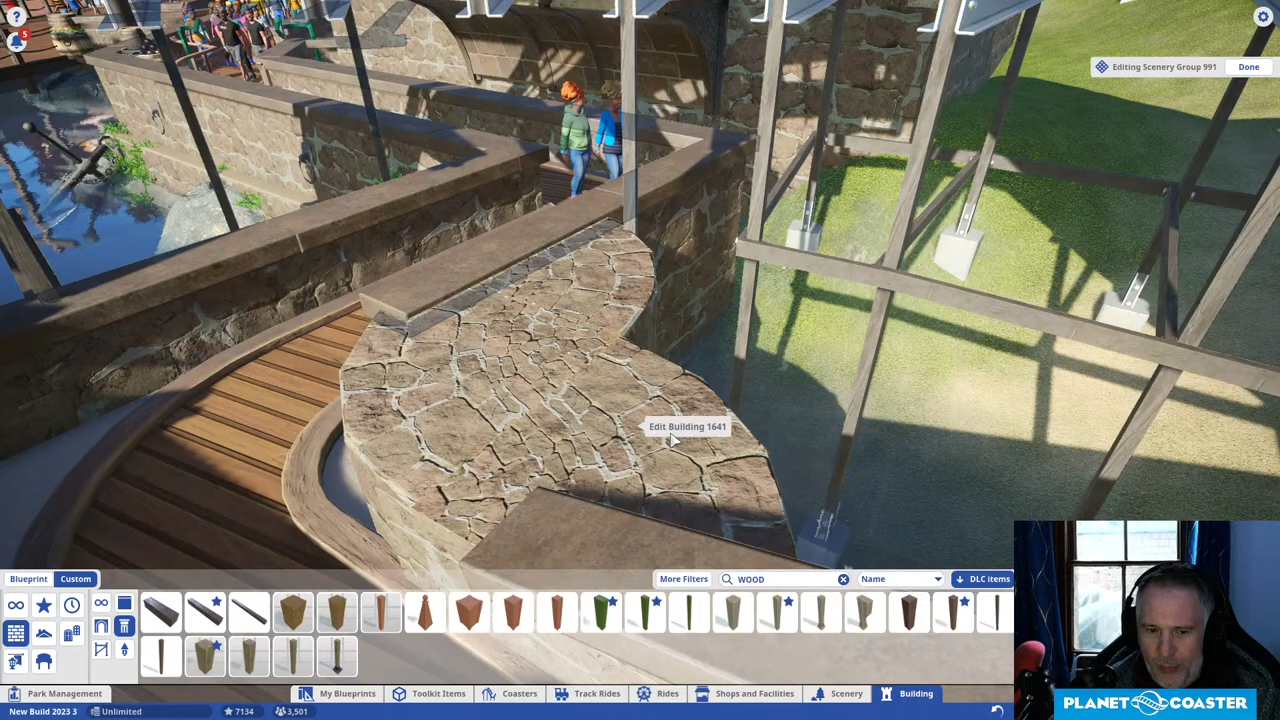 ?
5
Editing Scenery Group 991
Done
Edit Building 1641
Blueprint
Custom
More Filters
WOOD
Name
DLC items
Park Management
My Blueprints
Toolkit Items
Coasters
Track Rides
Rides
Shops and Facilities
Scenery
Building
New Build 2023 3
Unlimited
7134
3,501
PLANET COASTER